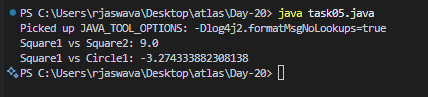 PS C:\Users\rjaswava\Desktop\atlas\Day-20> java task05.java
Picked up JAVA_TOOL_OPTIONS: -Dlog4j2.formatMsgNoLookups=true
Square1 vs Square2: 9.0
Square1 vs Circle1: -3.274333882308138
PS C:\Users\rjaswava\Desktop\atlas\Day-20>